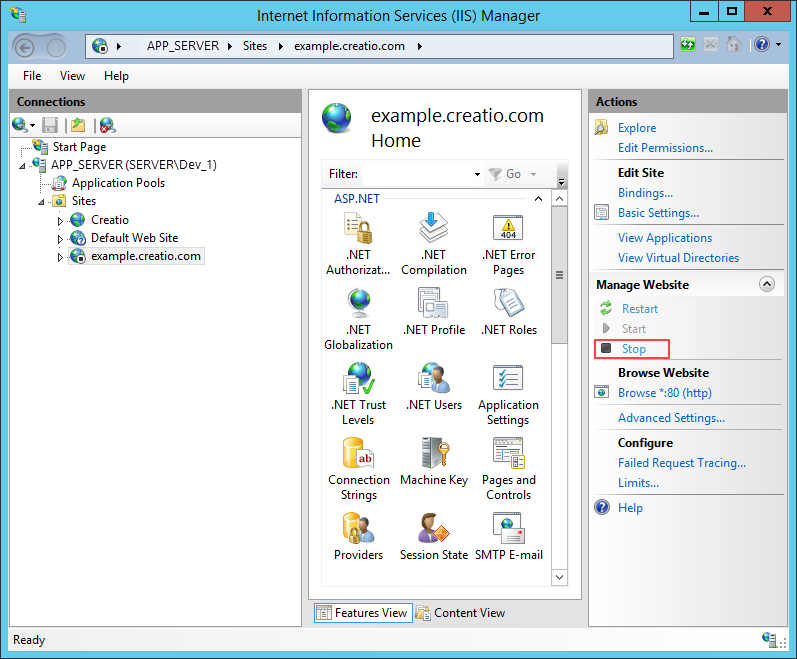 Internet Information Services (IIS) Manager
APP_SERVER
Sites
example.creatio.com
File
View
Help
Connections
Start Page
APP_SERVER (SERVER\Dev_1)
Application Pools
Sites
Creatio
Default Web Site
example.creatio.com
example.creatio.com
Home
Filter:
Go
ASP.NET
.NET
Authorizat...
.NET
Compilation
404
.NET Error
Pages
.NET
Globalization
.NET Profile
.NET Roles
.NET Trust
Levels
.NET Users
Application
Settings
ab
Connection
Strings
Machine Key
Pages and
Controls
Providers
Session State
SMTP E-mail
Features View
Content View
Actions
Explore
Edit Permissions...
Edit Site
Bindings...
Basic Settings...
View Applications
View Virtual Directories
Manage Website
Restart
Start
Stop
Browse Website
Browse *:80 (http)
Advanced Settings...
Configure
Failed Request Tracing...
Limits...
Help
Ready